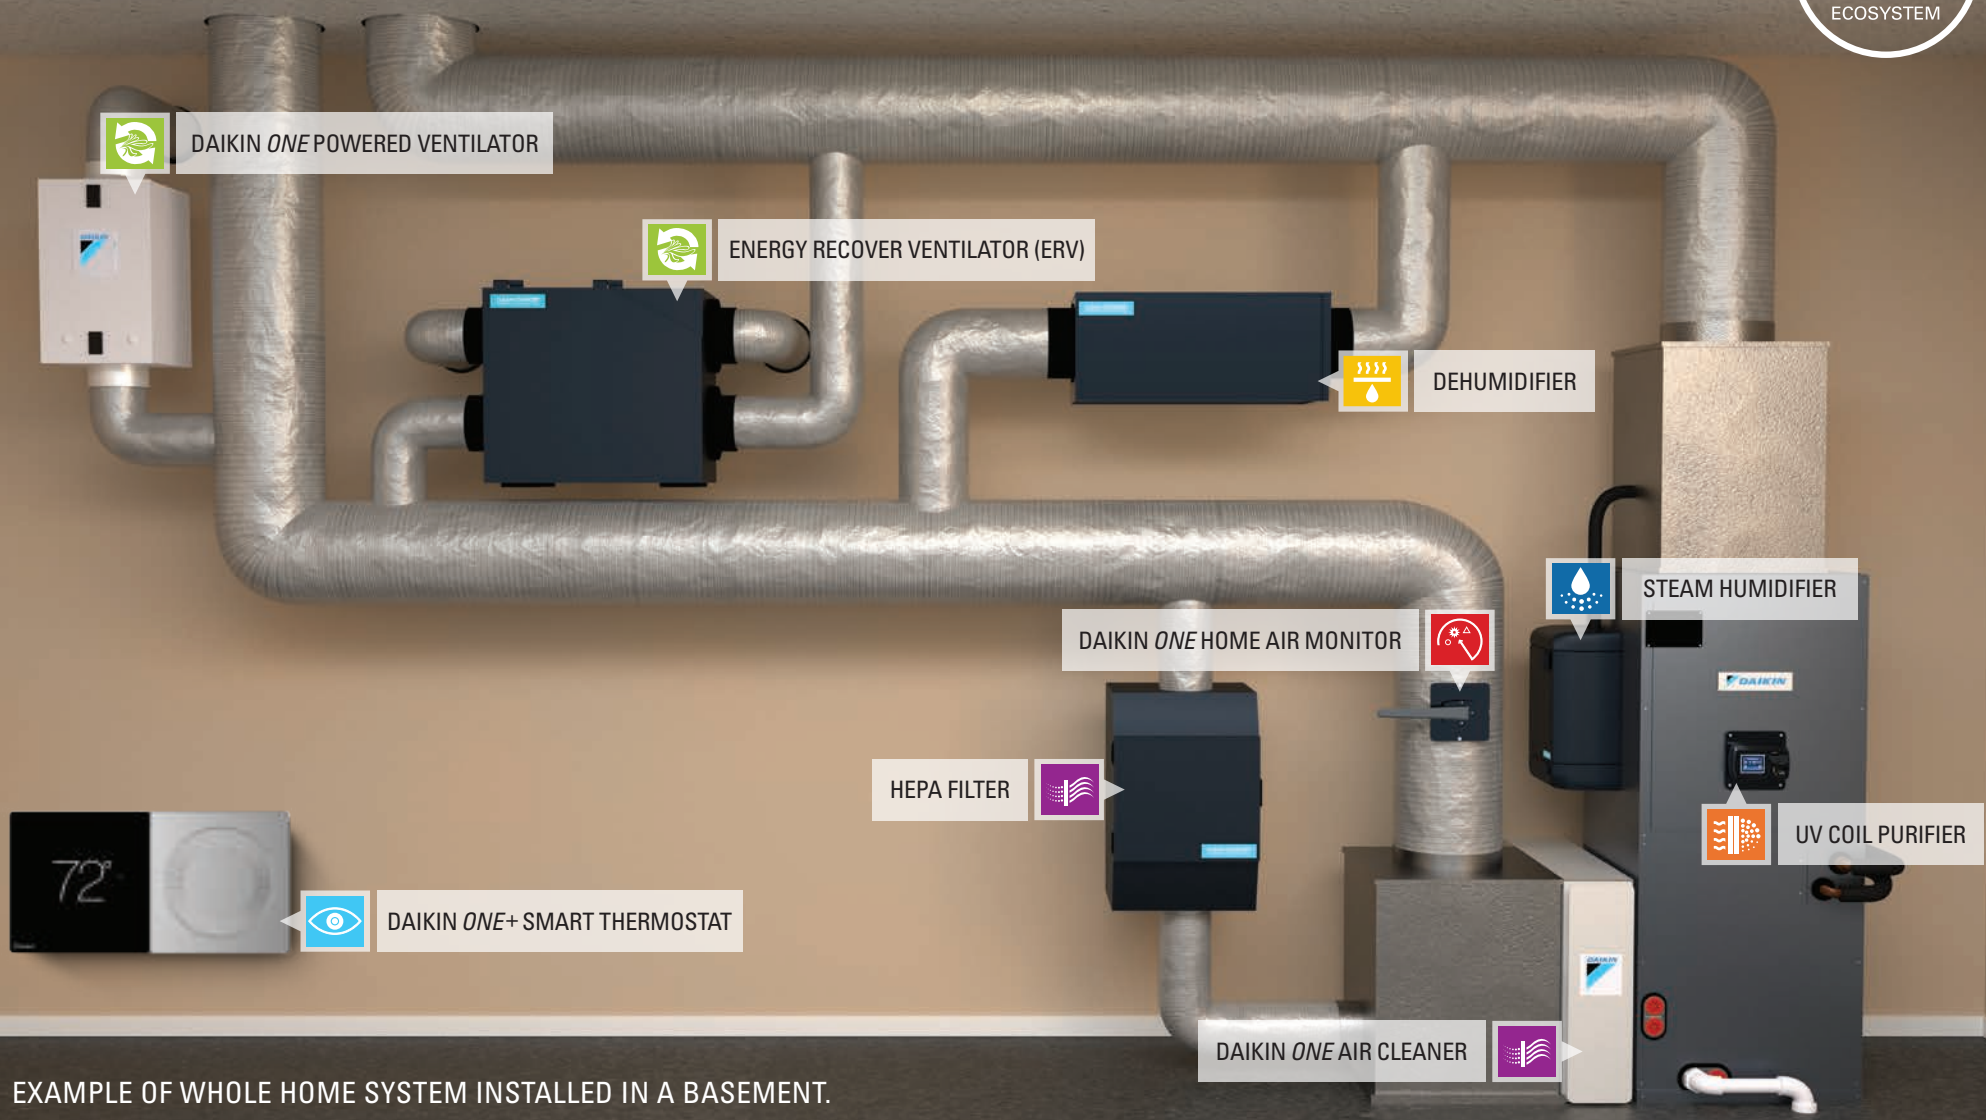 ECOSYSTEM
DAIKIN ONE POWERED VENTILATOR
ENERGY RECOVER VENTILATOR (ERV)
DEHUMIDIFIER
STEAM HUMIDIFIER
DAIKIN ONE HOME AIR MONITOR
DAIKIN
HEPA FILTER
UV COIL PURIFIER
72°
DAIKIN ONE+ SMART THERMOSTAT
DAIKIN
DAIKIN ONE AIR CLEANER
EXAMPLE OF WHOLE HOME SYSTEM INSTALLED IN A BASEMENT.